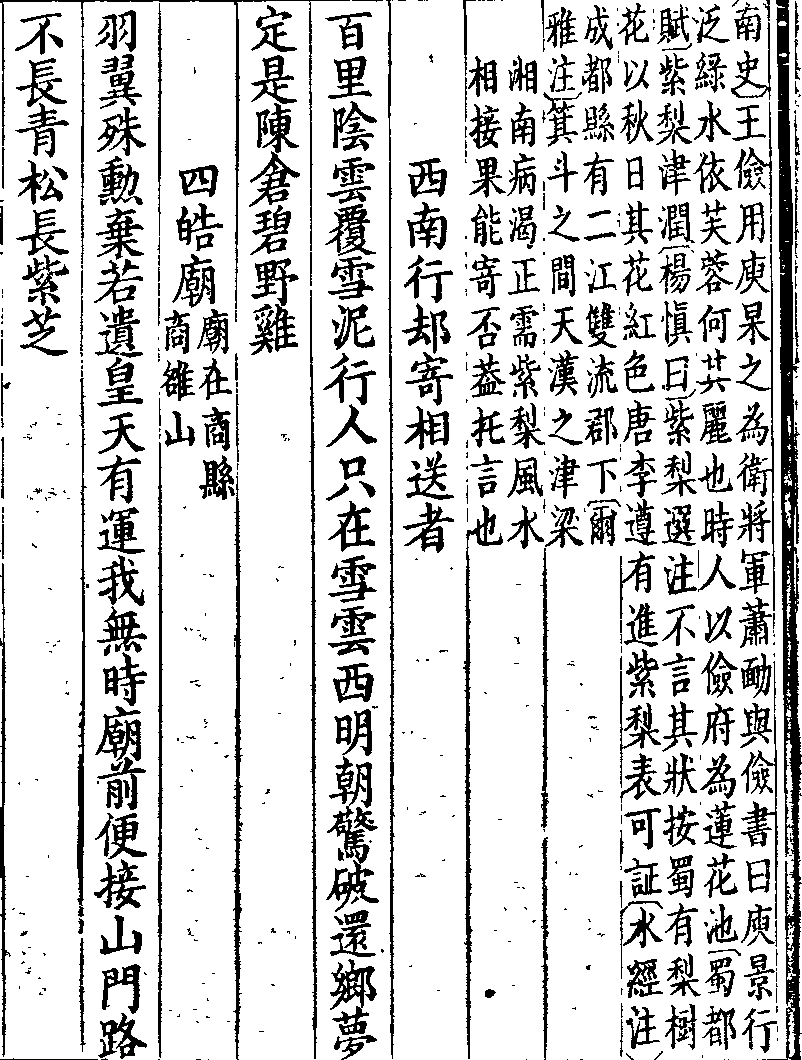 南史王儉用庾杲之為衛將軍蕭緬與儉書曰庾景行
泛綠水依芙蓉何其麗也時人以儉府為蓮花池蜀都
賦紫梨津潤楊慎曰紫梨選注不言其狀按蜀有梨樹
花以秋日其花紅色唐李遵有進紫梨表可証水經注
成都縣有二江雙流郡下爾
雅注箕斗之間天漢之津梁
湘南病渴正需紫梨風水
相接果能寄否葢托言也
西南行却寄相送者
百里陰雲覆雪泥行人只在雪雲西明朝驚破還鄉夢
定是陳倉碧野雞
四皓廟廟在商縣
商雒山
羽翼殊勳棄若遺皇天有運我無時廟前便接山門路
不長青松長紫芝